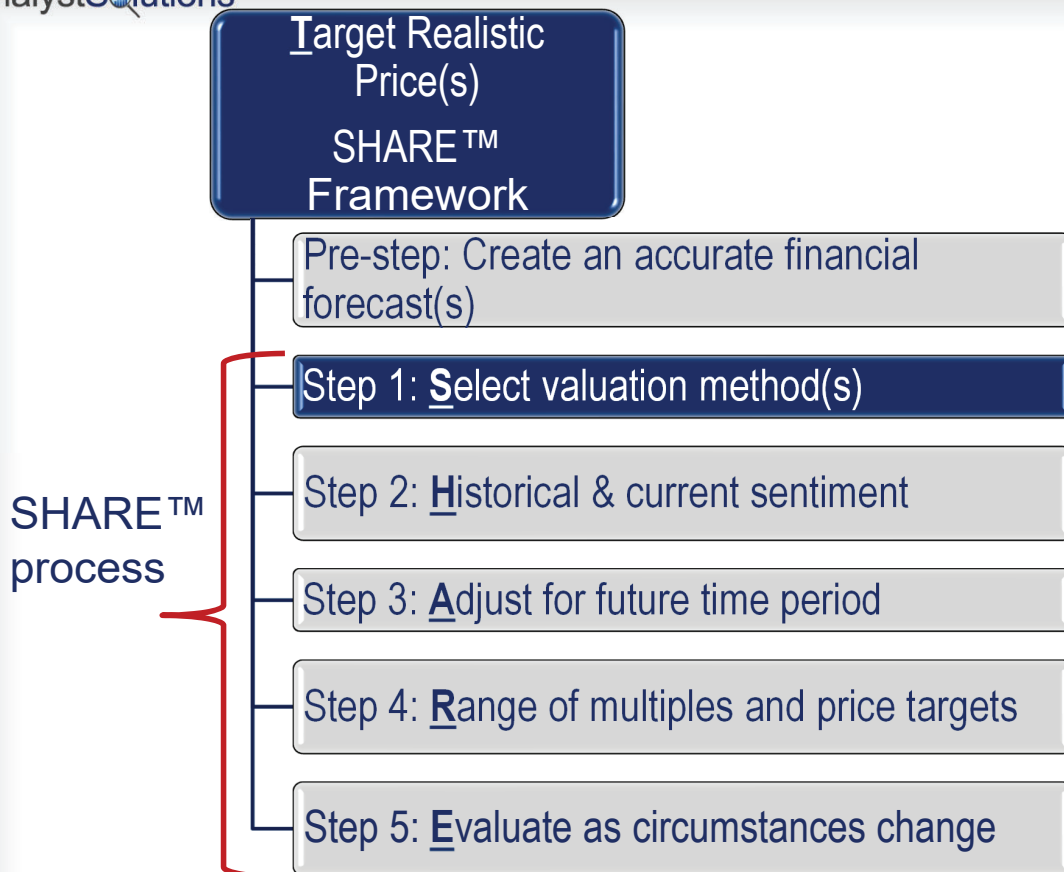 Target Realistic
Price(s)
SHARE™
Framework
Pre-step: Create an accurate financial
forecast(s)
Step 1: Select valuation method(s)
Step 2: Historical & current sentiment
SHARE™
process
Step 3: Adjust for future time period
Step 4: Range of multiples and price targets
Step 5: Evaluate as circumstances change